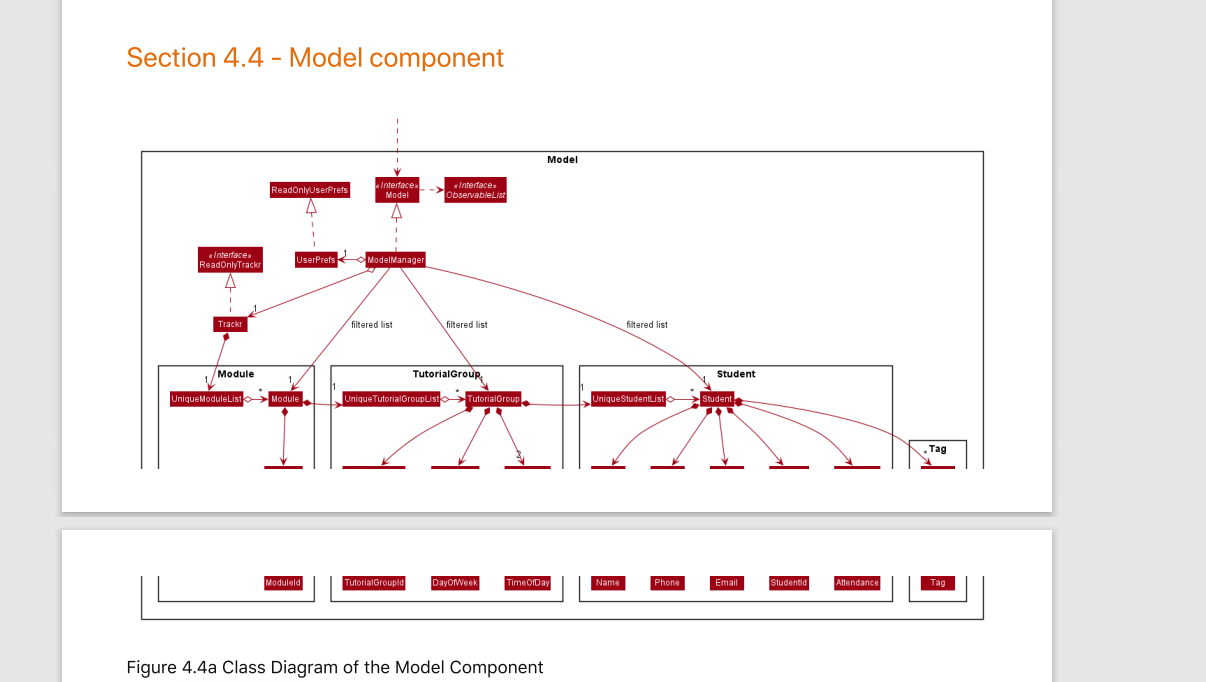 Section 4.4 - Model component
Model
ReadOnlyUserPrefs
«Interface»
Model
«Interface»
ObservableList
«Interface»
ReadOnlyTrackr
UserPrefs
1
ModelManager
1
Trackr
filtered list
filtered list
filtered list
Module
TutorialGroup
Student
1
UniqueModuleList
*
1
Module
1
UniqueTutorialGroupList
*
1
TutorialGroup
1
UniqueStudentList
*
1
Student
2
*
Tag
ModuleId
TutorialGroupId
DayOfWeek
TimeOfDay
Name
Phone
Email
StudentId
Attendance
Tag
Figure 4.4a Class Diagram of the Model Component